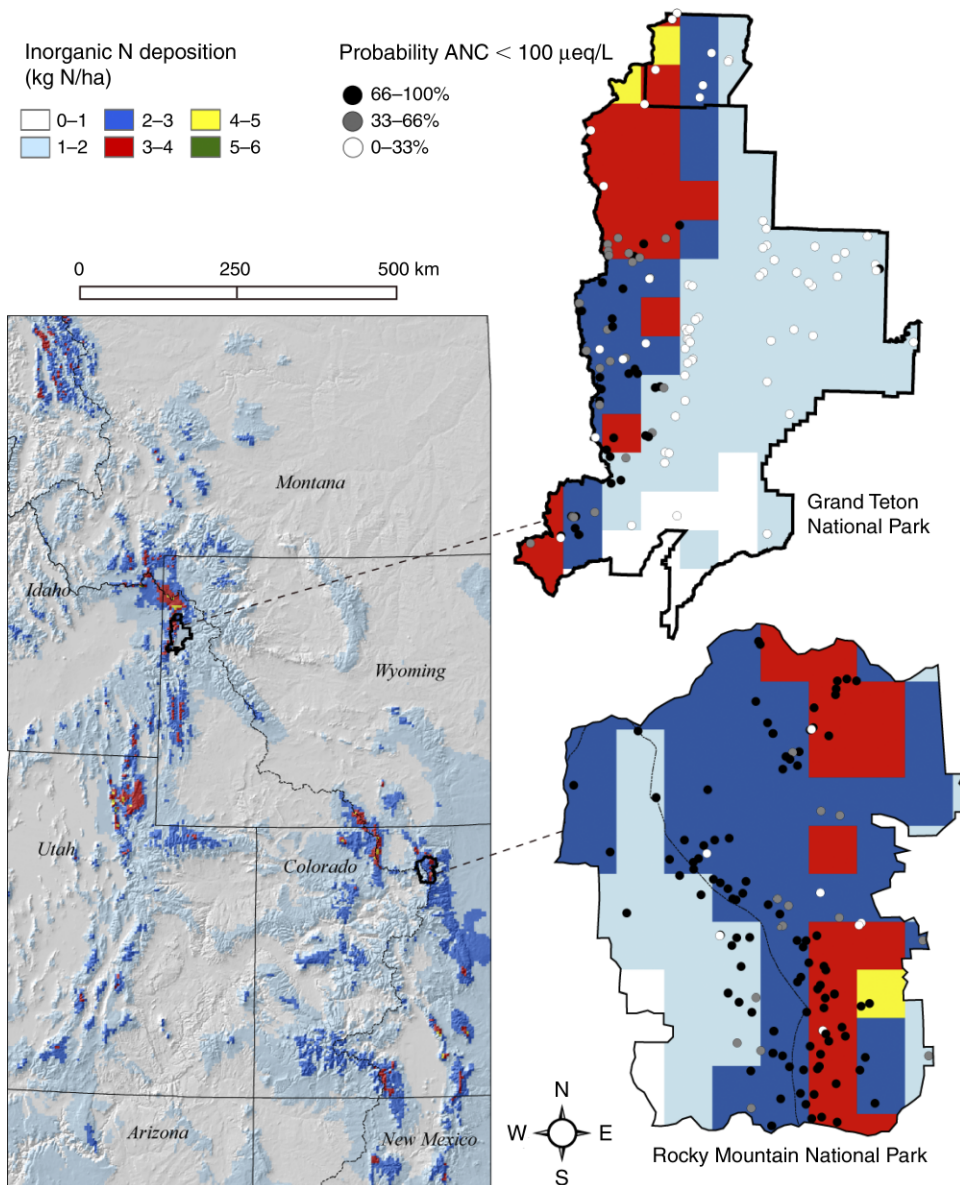 Inorganic N deposition
(kg N/ha)
0–1
2–3
4–5
1–2
3–4
5–6
Probability ANC < 100 μeq/L
66–100%
33–66%
0–33%
0
250
500 km
Montana
Idaho
Wyoming
Utah
Colorado
Arizona
New Mexico
Grand Teton
National Park
N
W
E
S
Rocky Mountain National Park